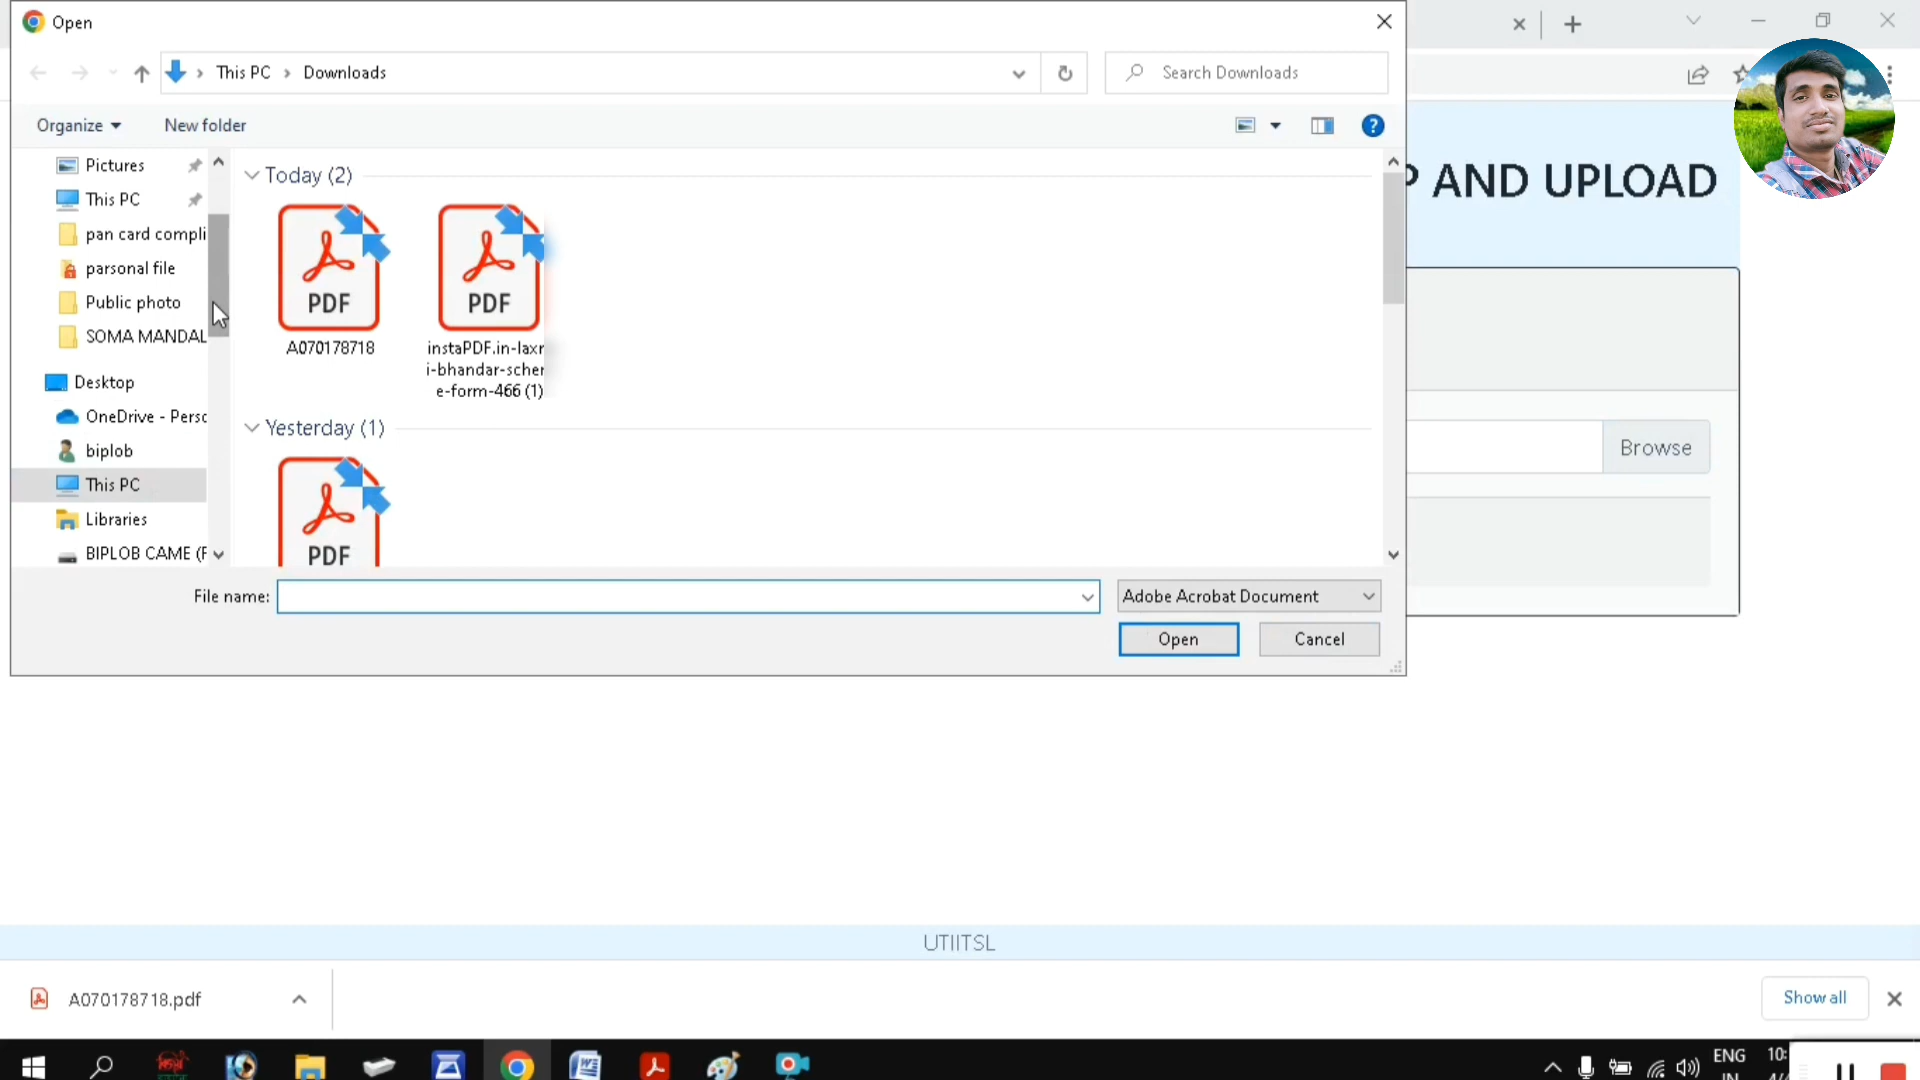 Open
This PC
Downloads
Search Downloads
Organize
New folder
Pictures
This PC
pan card compli
parsonal file
Public photo
SOMA MANDAL
Desktop
OneDrive - Perso
biplob
This PC
Libraries
BIPLOB CAME (F
Today (2)
PDF
A070178718
PDF
instaPDF.in-laxr
i-bhandar-scher
e-form-466 (1)
Yesterday (1)
PDF
File name:
Adobe Acrobat Document
Open
Cancel
P AND UPLOAD
Browse
UTIITSL
A070178718.pdf
Show all
ENG
10: